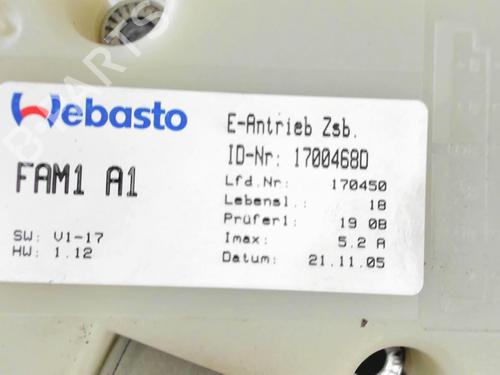 Webasto
FAM1 A1
SW: V1-17
HW: 1.12
E-Antrieb Zsb.
ID-Nr: 1700468D
Lfd.Nr: 170450
Lebensl.: 18
Prüfer1: 19 0B
Imax: 5.2 A
Datum: 21.11.05
B-PARTS